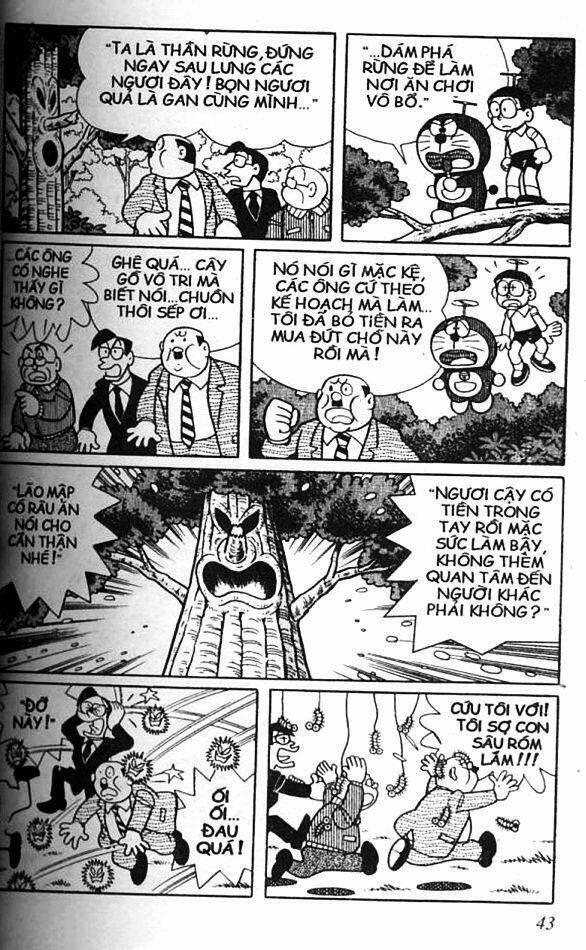 "TA LÀ THẦN RỪNG, ĐỨNG
NGAY SAU LƯNG CÁC
NGƯƠI ĐÂY! BỌN NGƯƠI
QUẢ LÀ GAN CÙNG MÌNH..."
"...DÁM PHÁ
RỪNG ĐỂ LÀM
NƠI ĂN CHƠI
VÔ BỔ."
...CÁC ÔNG
CÓ NGHE
THẤY GÌ
KHÔNG?
GHÊ QUÁ... CÂY
GỖ VÔ TRI MÀ
BIẾT NÓI...CHUỒN
THÔI SẾP ƠI...
NÓ NÓI GÌ MẶC KỆ,
CÁC ÔNG CỨ THEO
KẾ HOẠCH MÀ LÀM...
TÔI ĐÃ BỎ TIỀN RA
MUA ĐỨT CHỖ NÀY
RỒI MÀ!
"LÃO MẬP
CÓ RÂU ĂN
NÓI CHO
CẨN THẬN
NHÉ!"
"NGƯƠI CẬY CÓ
TIỀN TRONG
TAY RỒI MẶC
SỨC LÀM BẬY,
KHÔNG THÈM
QUAN TÂM ĐẾN
NGƯỜI KHÁC
PHẢI KHÔNG?"
"ĐỠ
NÀY!"
ỐI
ỐI...
ĐAU
QUÁ!
CỨU TÔI VỚI!
TÔI SỢ CON
SÂU RÓM
LẮM!!!
43